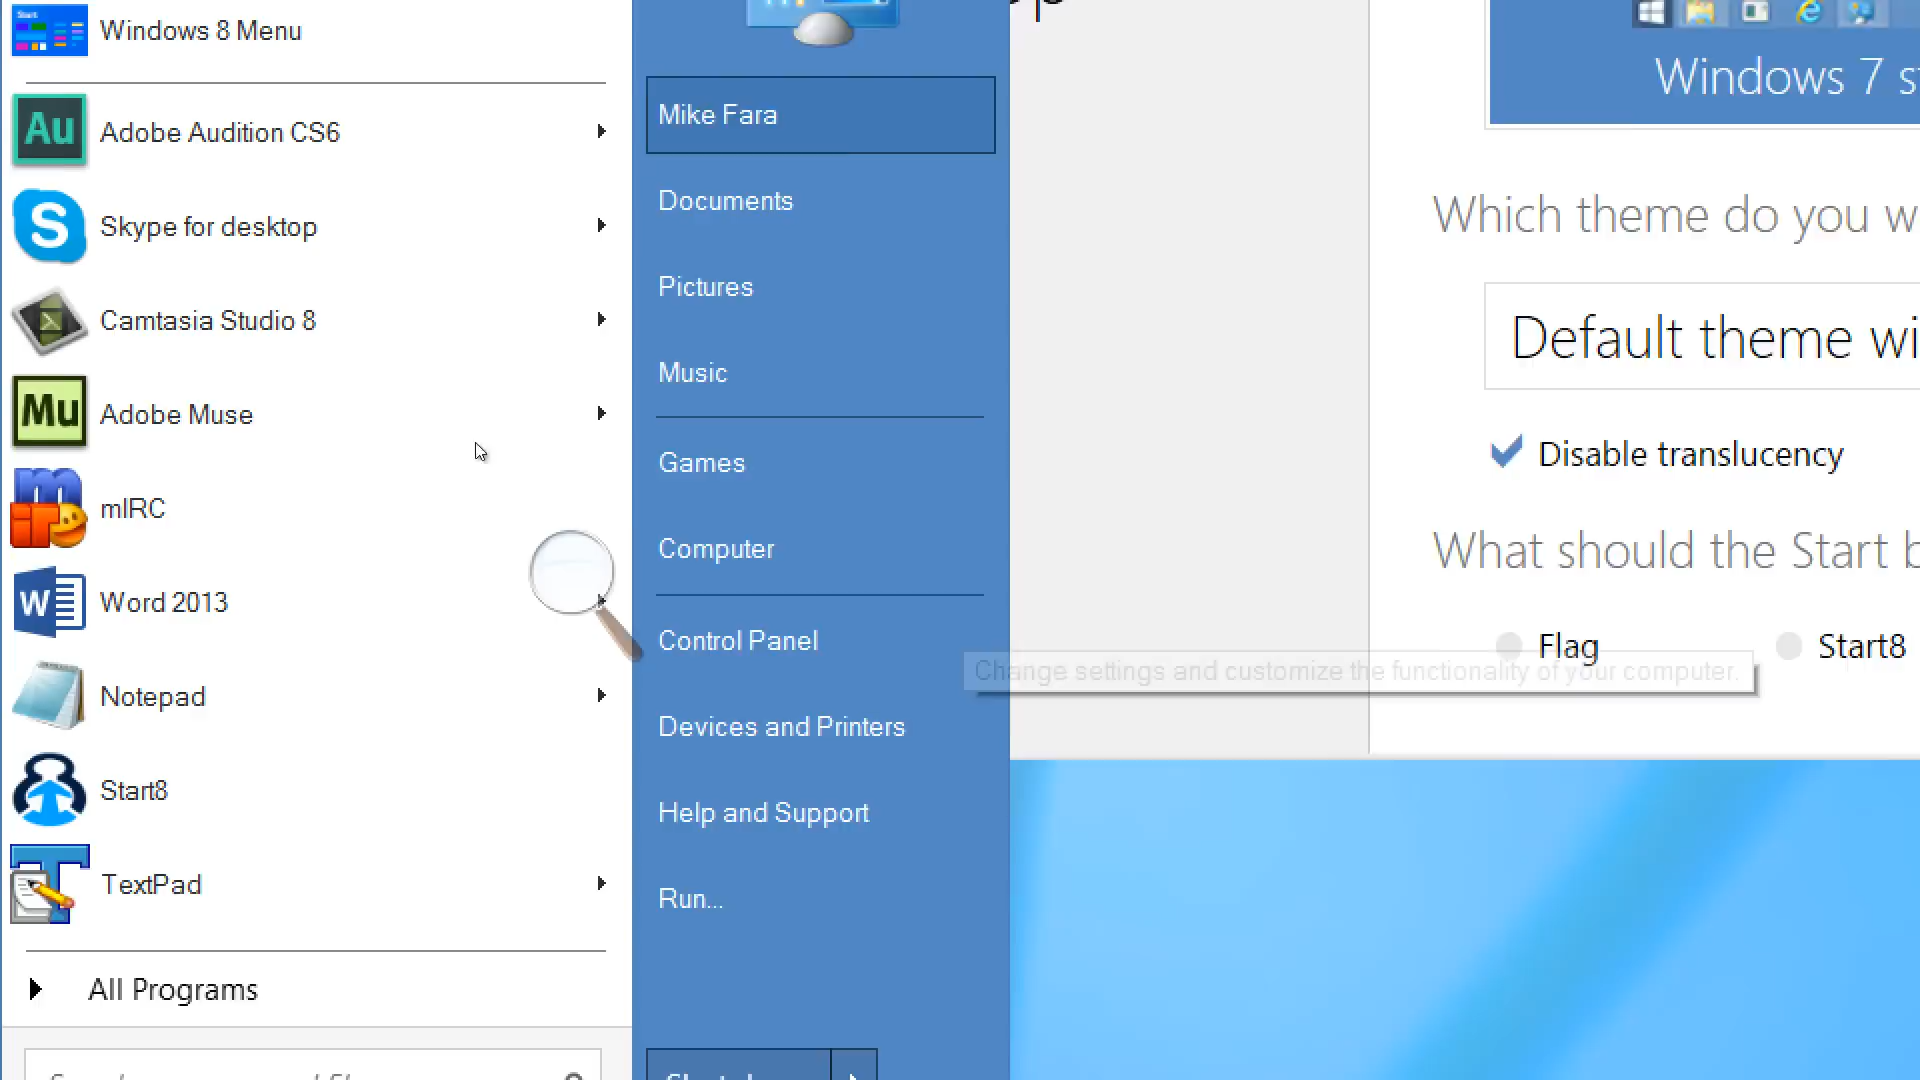 Windows 8 Menu
Adobe Audition CS6
Skype for desktop
Camtasia Studio 8
Adobe Muse
mIRC
Word 2013
Notepad
Start8
TextPad
All Programs
Mike Fara
Documents
Pictures
Music
Games
Computer
Control Panel
Devices and Printers
Help and Support
Run...
Windows 7 st
Which theme do you w
Default theme wi
Disable translucency
What should the Start b
Flag
Start8
Change settings and customize the functionality of your computer.